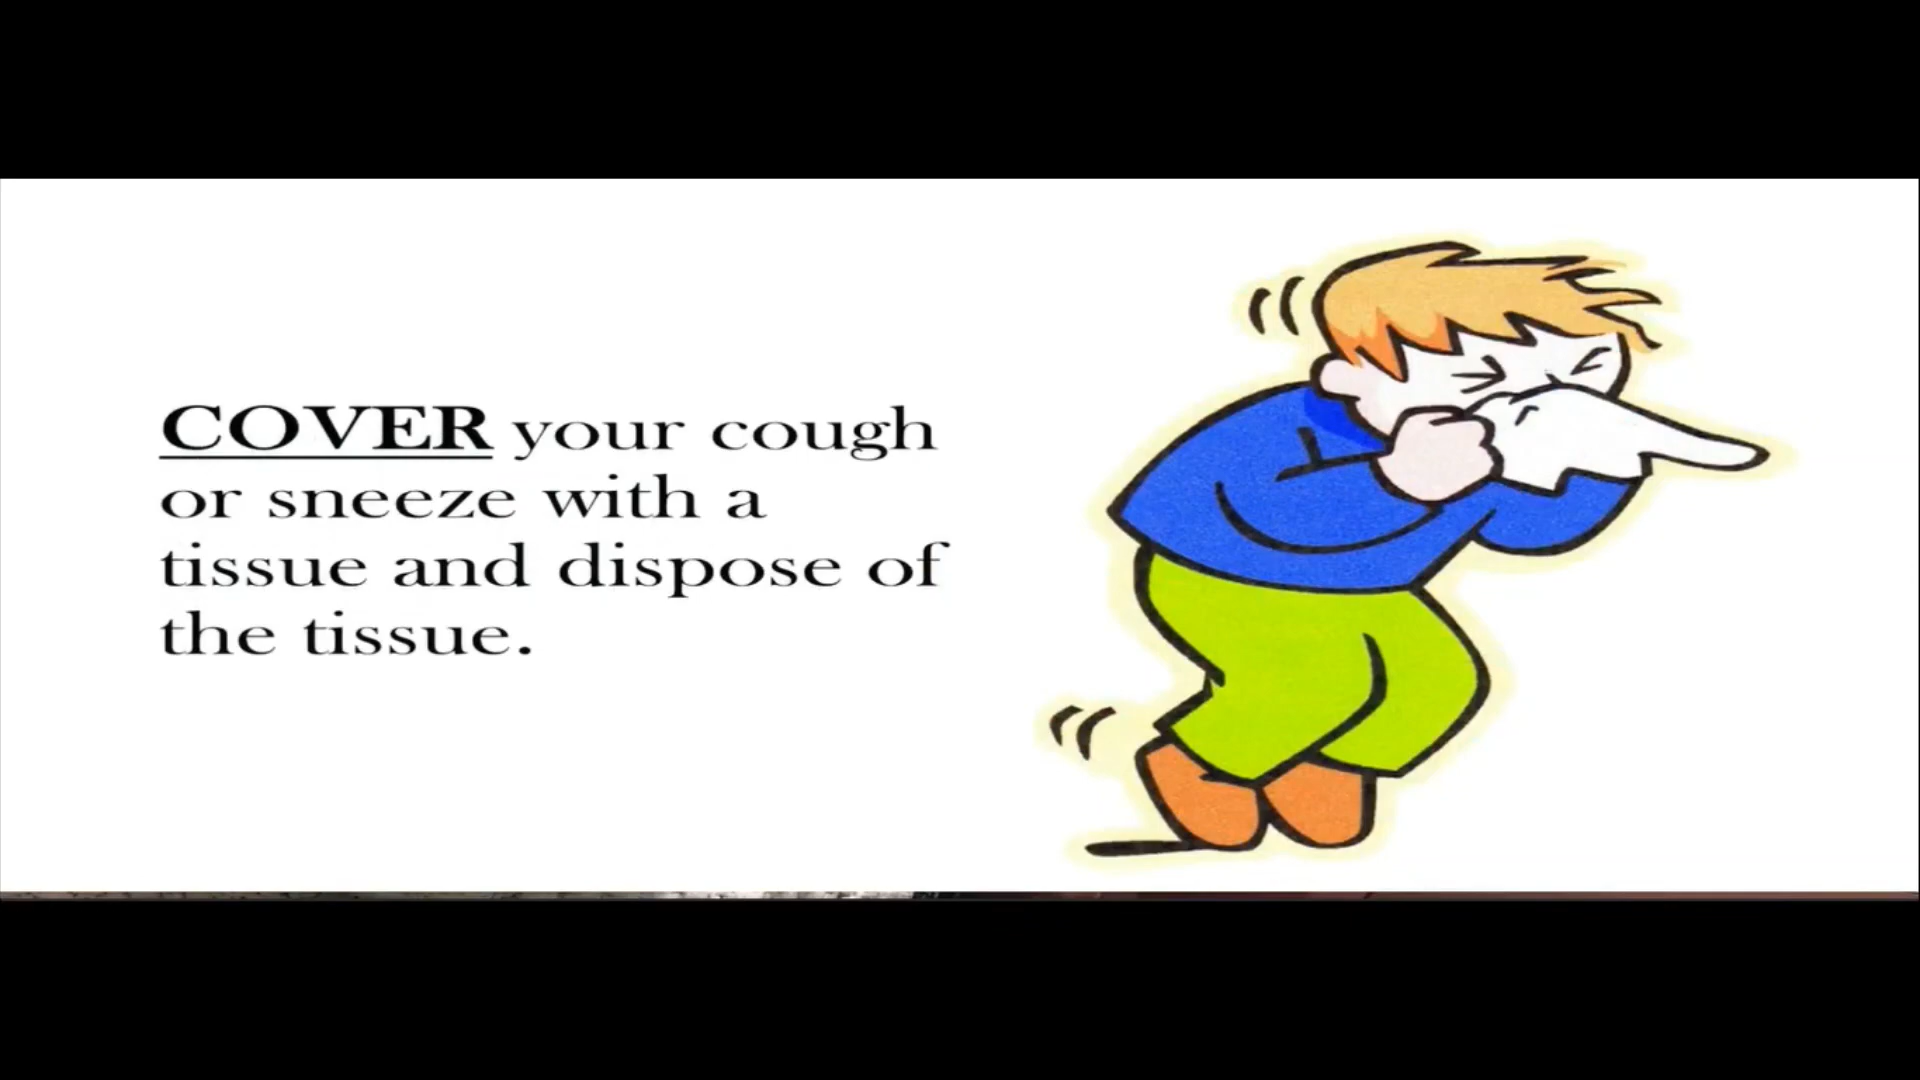 COVER your cough
or sneeze with a
tissue and dispose of
the tissue.